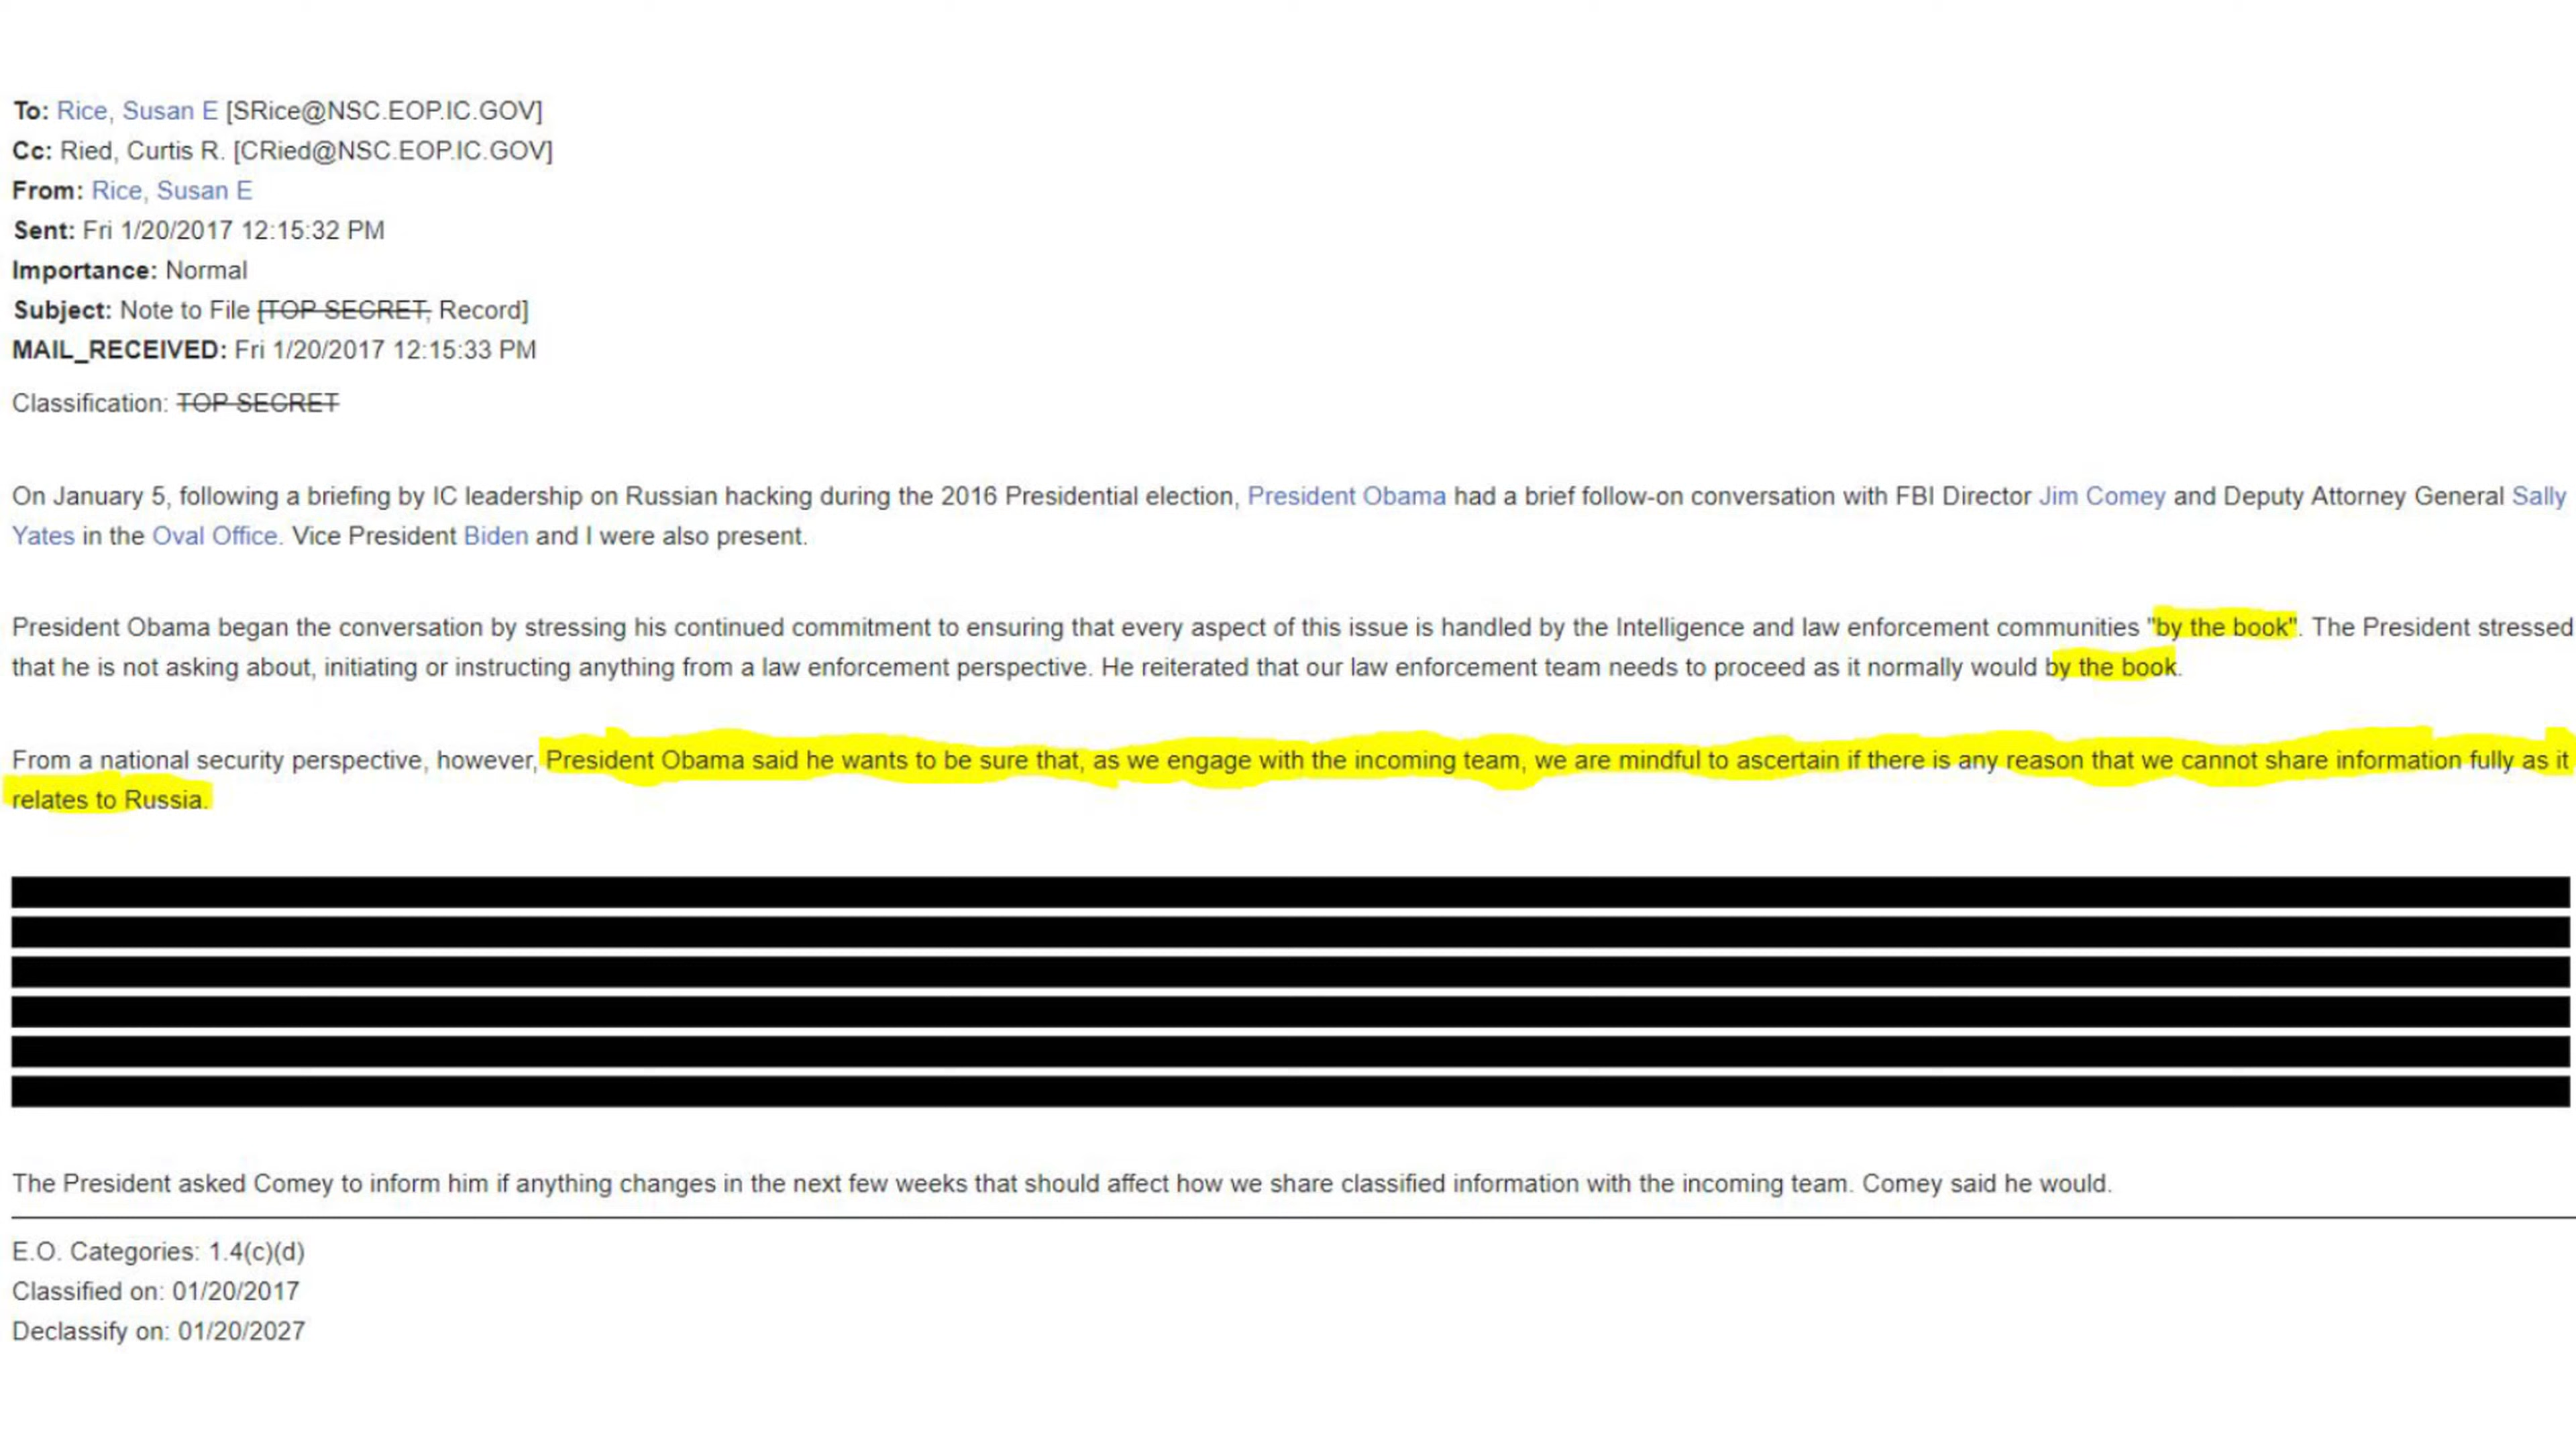 To: Rice, Susan E [SRice@NSC.EOP.IC.GOV]
Cc: Ried, Curtis R. [CRied@NSC.EOP.IC.GOV]
From: Rice, Susan E
Sent: Fri 1/20/2017 12:15:32 PM
Importance: Normal
Subject: Note to File [TOP SECRET, Record]
MAIL_RECEIVED: Fri 1/20/2017 12:15:33 PM
Classification: TOP SECRET
On January 5, following a briefing by IC leadership on Russian hacking during the 2016 Presidential election, President Obama had a brief follow-on conversation with FBI Director Jim Comey and Deputy Attorney General Sally
Yates in the Oval Office. Vice President Biden and I were also present.
President Obama began the conversation by stressing his continued commitment to ensuring that every aspect of this issue is handled by the Intelligence and law enforcement communities "by the book". The President stressed
that he is not asking about, initiating or instructing anything from a law enforcement perspective. He reiterated that our law enforcement team needs to proceed as it normally would by the book.
From a national security perspective, however, President Obama said he wants to be sure that, as we engage with the incoming team, we are mindful to ascertain if there is any reason that we cannot share information fully as it
relates to Russia.
The President asked Comey to inform him if anything changes in the next few weeks that should affect how we share classified information with the incoming team. Comey said he would.
E.O. Categories: 1.4(c)(d)
Classified on: 01/20/2017
Declassify on: 01/20/2027